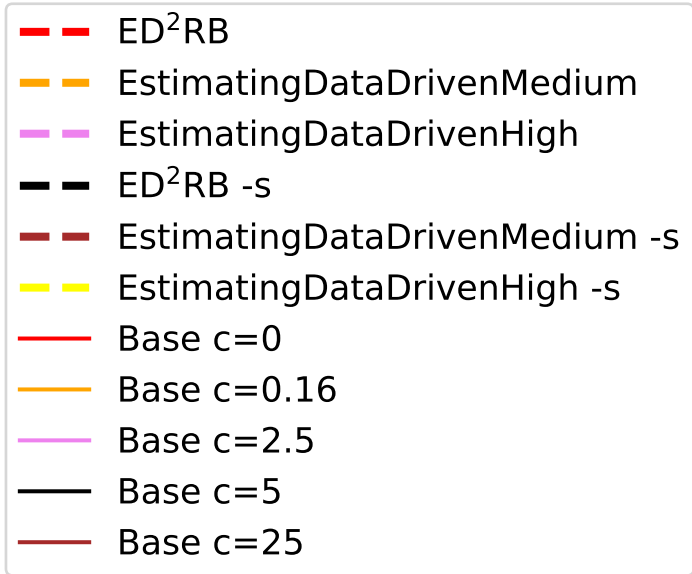 ED²RB
EstimatingDataDrivenMedium
EstimatingDataDrivenHigh
ED²RB -s
EstimatingDataDrivenMedium -s
EstimatingDataDrivenHigh -s
Base c=0
Base c=0.16
Base c=2.5
Base c=5
Base c=25